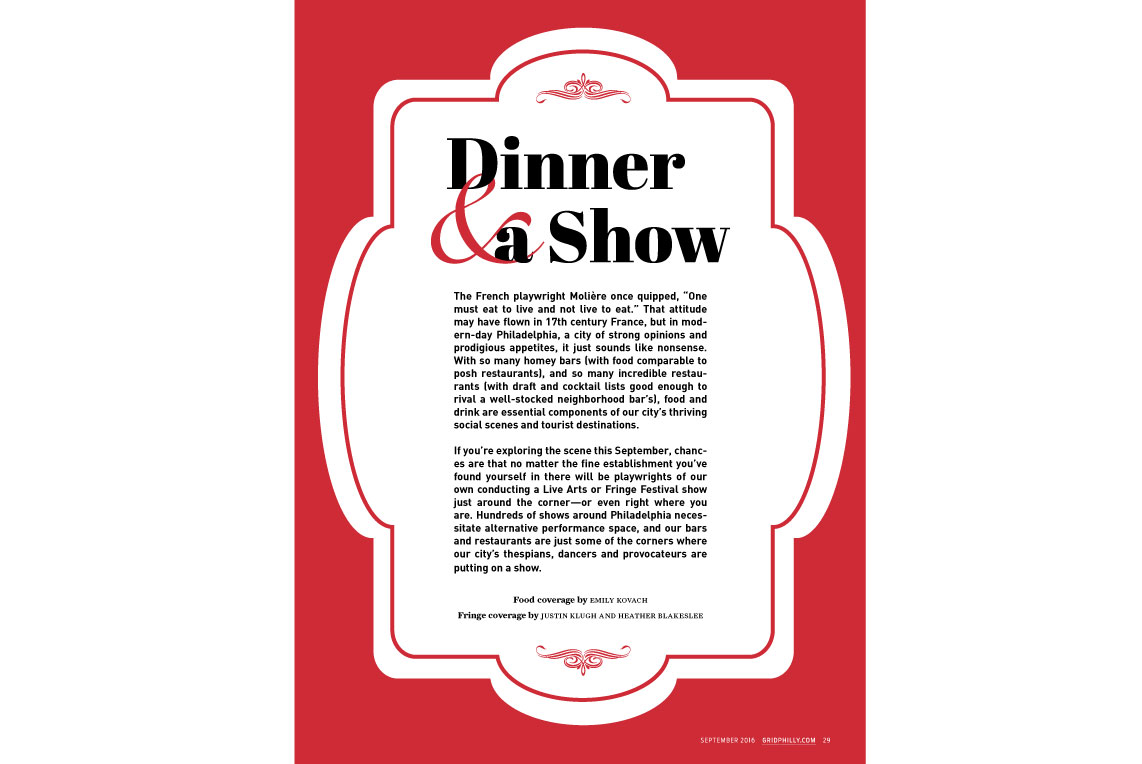 Dinner
& a Show
The French playwright Molière once quipped, “One
must eat to live and not live to eat.” That attitude
may have flown in 17th century France, but in mod-
ern-day Philadelphia, a city of strong opinions and
prodigious appetites, it just sounds like nonsense.
With so many homey bars (with food comparable to
posh restaurants), and so many incredible restau-
rants (with draft and cocktail lists good enough to
rival a well-stocked neighborhood bar’s), food and
drink are essential components of our city’s thriving
social scenes and tourist destinations.
If you’re exploring the scene this September, chanc-
es are that no matter the fine establishment you’ve
found yourself in there will be playwrights of our
own conducting a Live Arts or Fringe Festival show
just around the corner—or even right where you
are. Hundreds of shows around Philadelphia neces-
sitate alternative performance space, and our bars
and restaurants are just some of the corners where
our city’s thespians, dancers and provocateurs are
putting on a show.
Food coverage by EMILY KOVACH
Fringe coverage by JUSTIN KLUGH AND HEATHER BLAKESLEE
SEPTEMBER 2016 GRIDPHILLY.COM 29